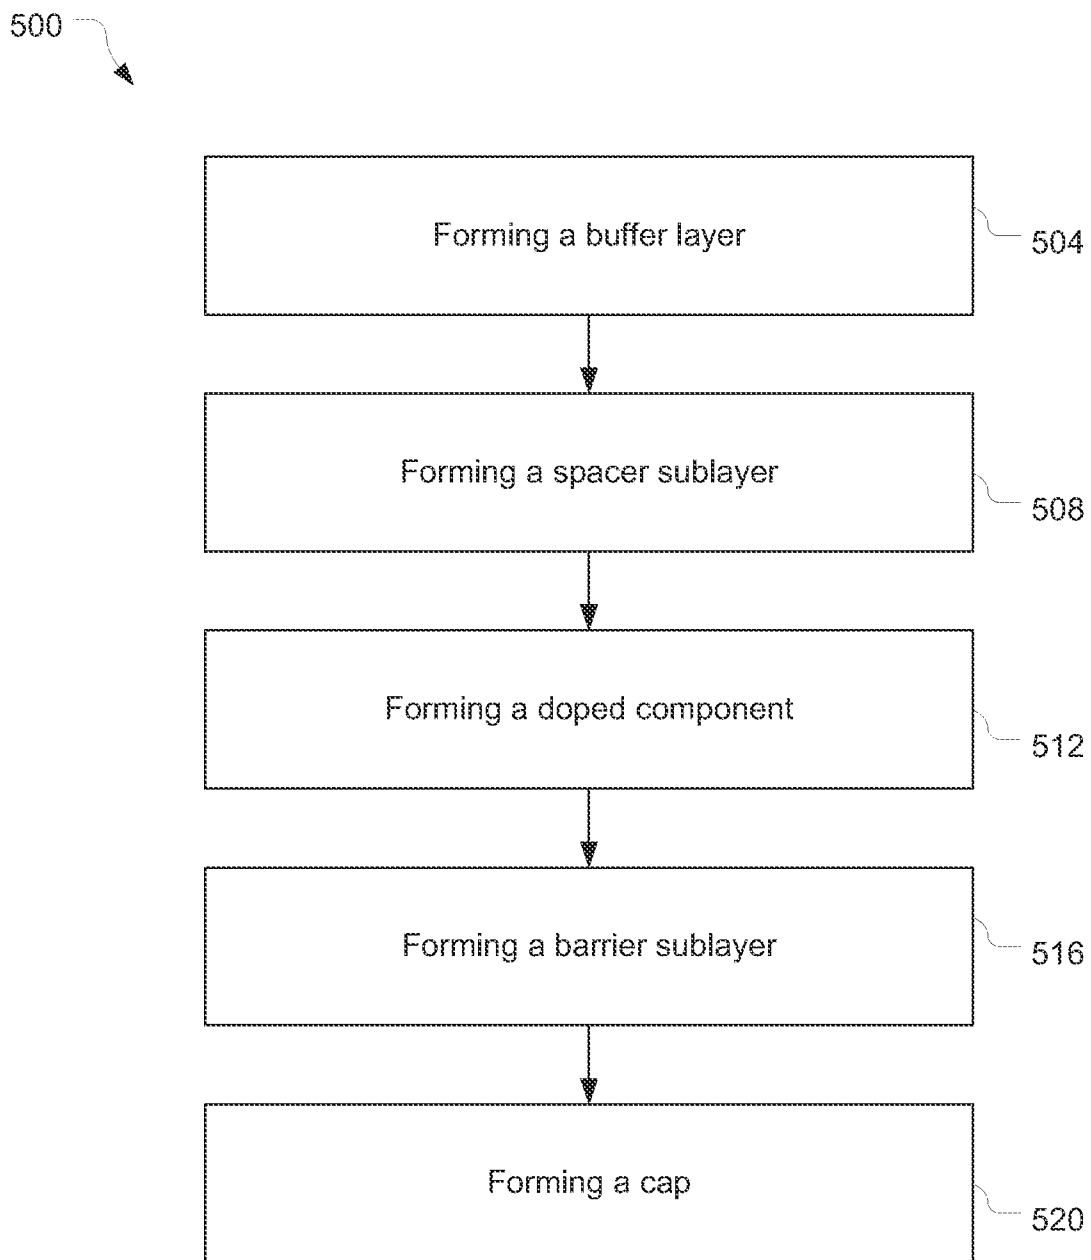 500
Forming a buffer layer
504
Forming a spacer sublayer
508
Forming a doped component
512
Forming a barrier sublayer
516
Forming a cap
520